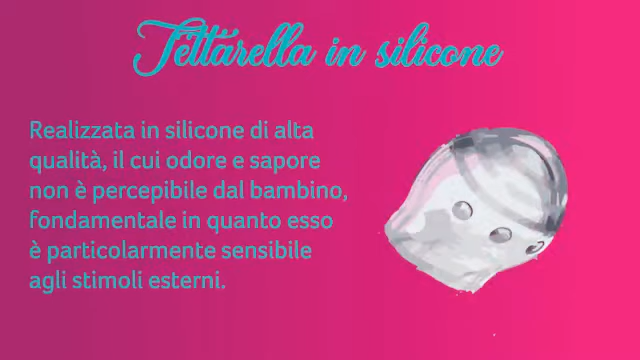 Tettarella in silicone
Realizzata in silicone di alta
qualità, il cui odore e sapore
non è percepibile dal bambino,
fondamentale in quanto esso
è particolarmente sensibile
agli stimoli esterni.